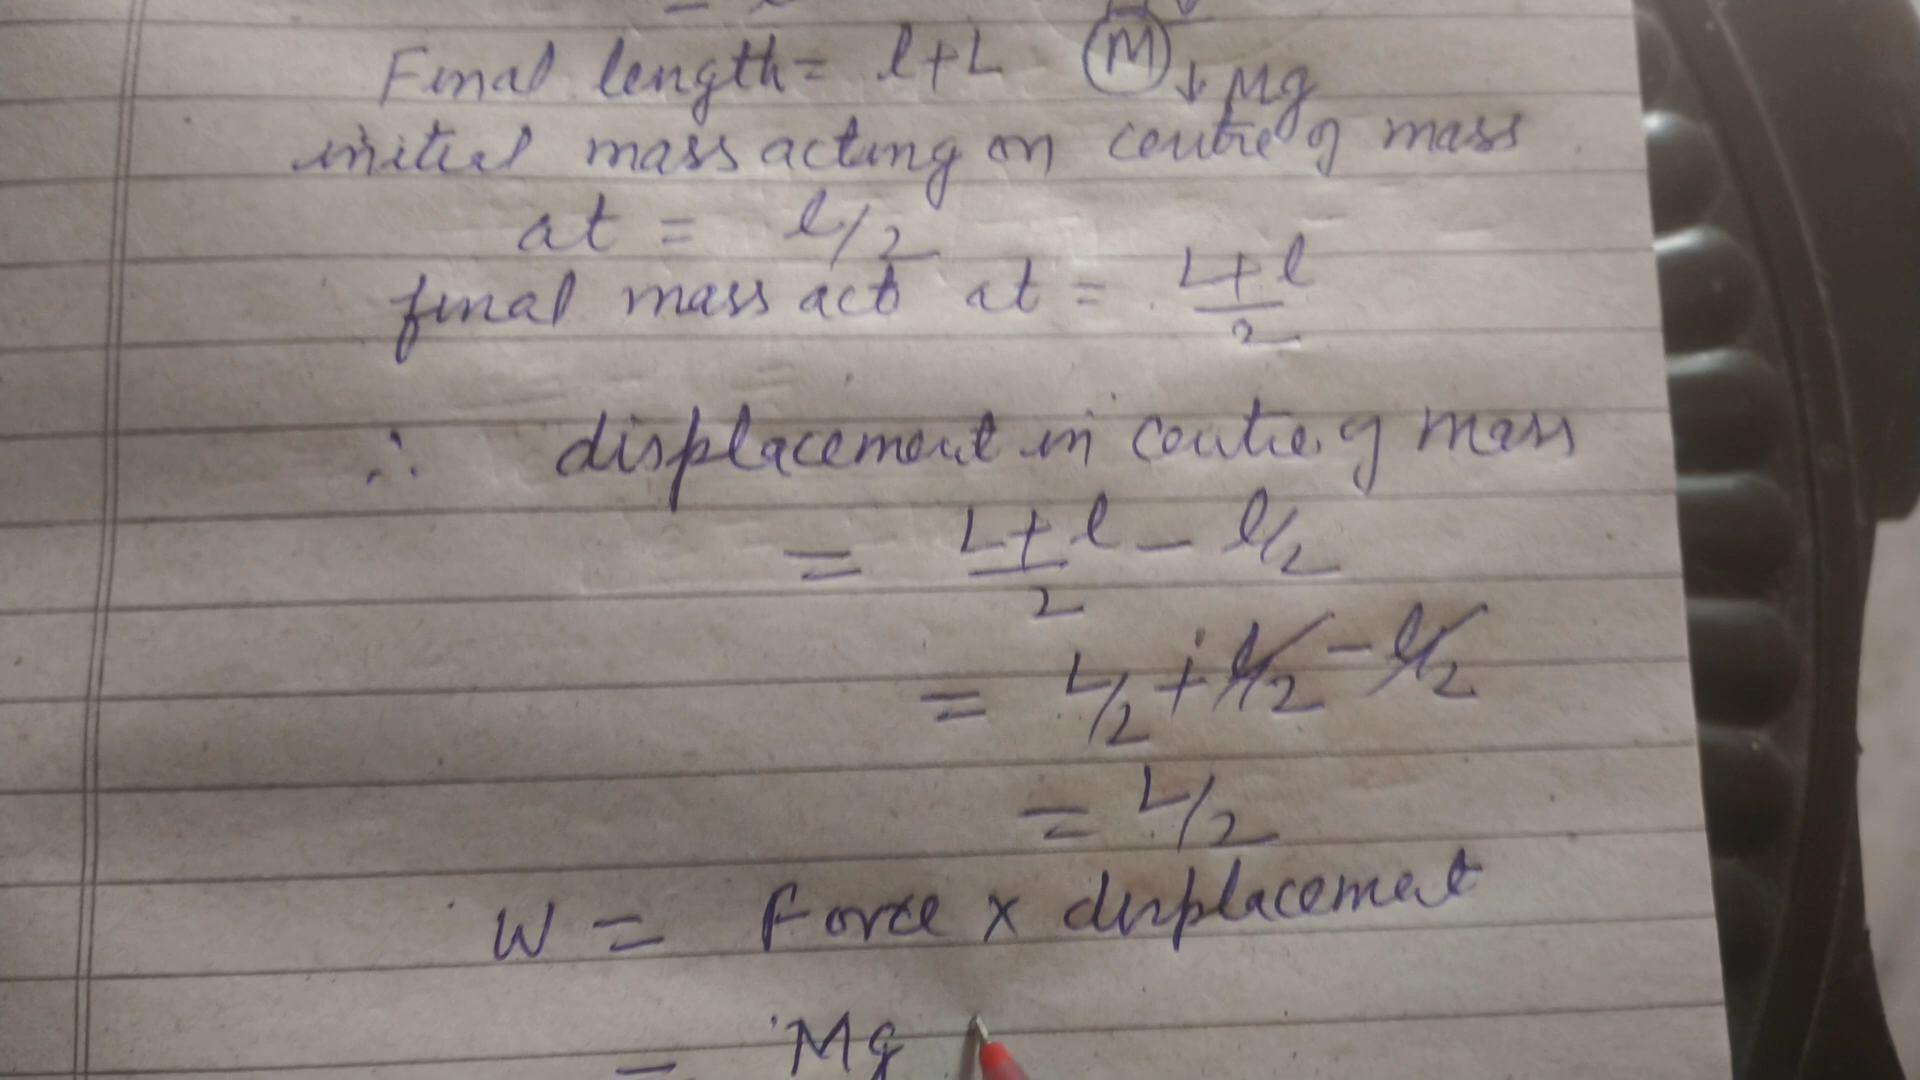 Final length = l+L (M) ↓ Mg
initial mass acting on centre of mass
at = l/2
final mass act at = L+l/2
∴ displacement in centre of mass
= L+l/2 - l/2
= L/2 + l/2 - l/2
= L/2
W = Force x displacement
= Mg